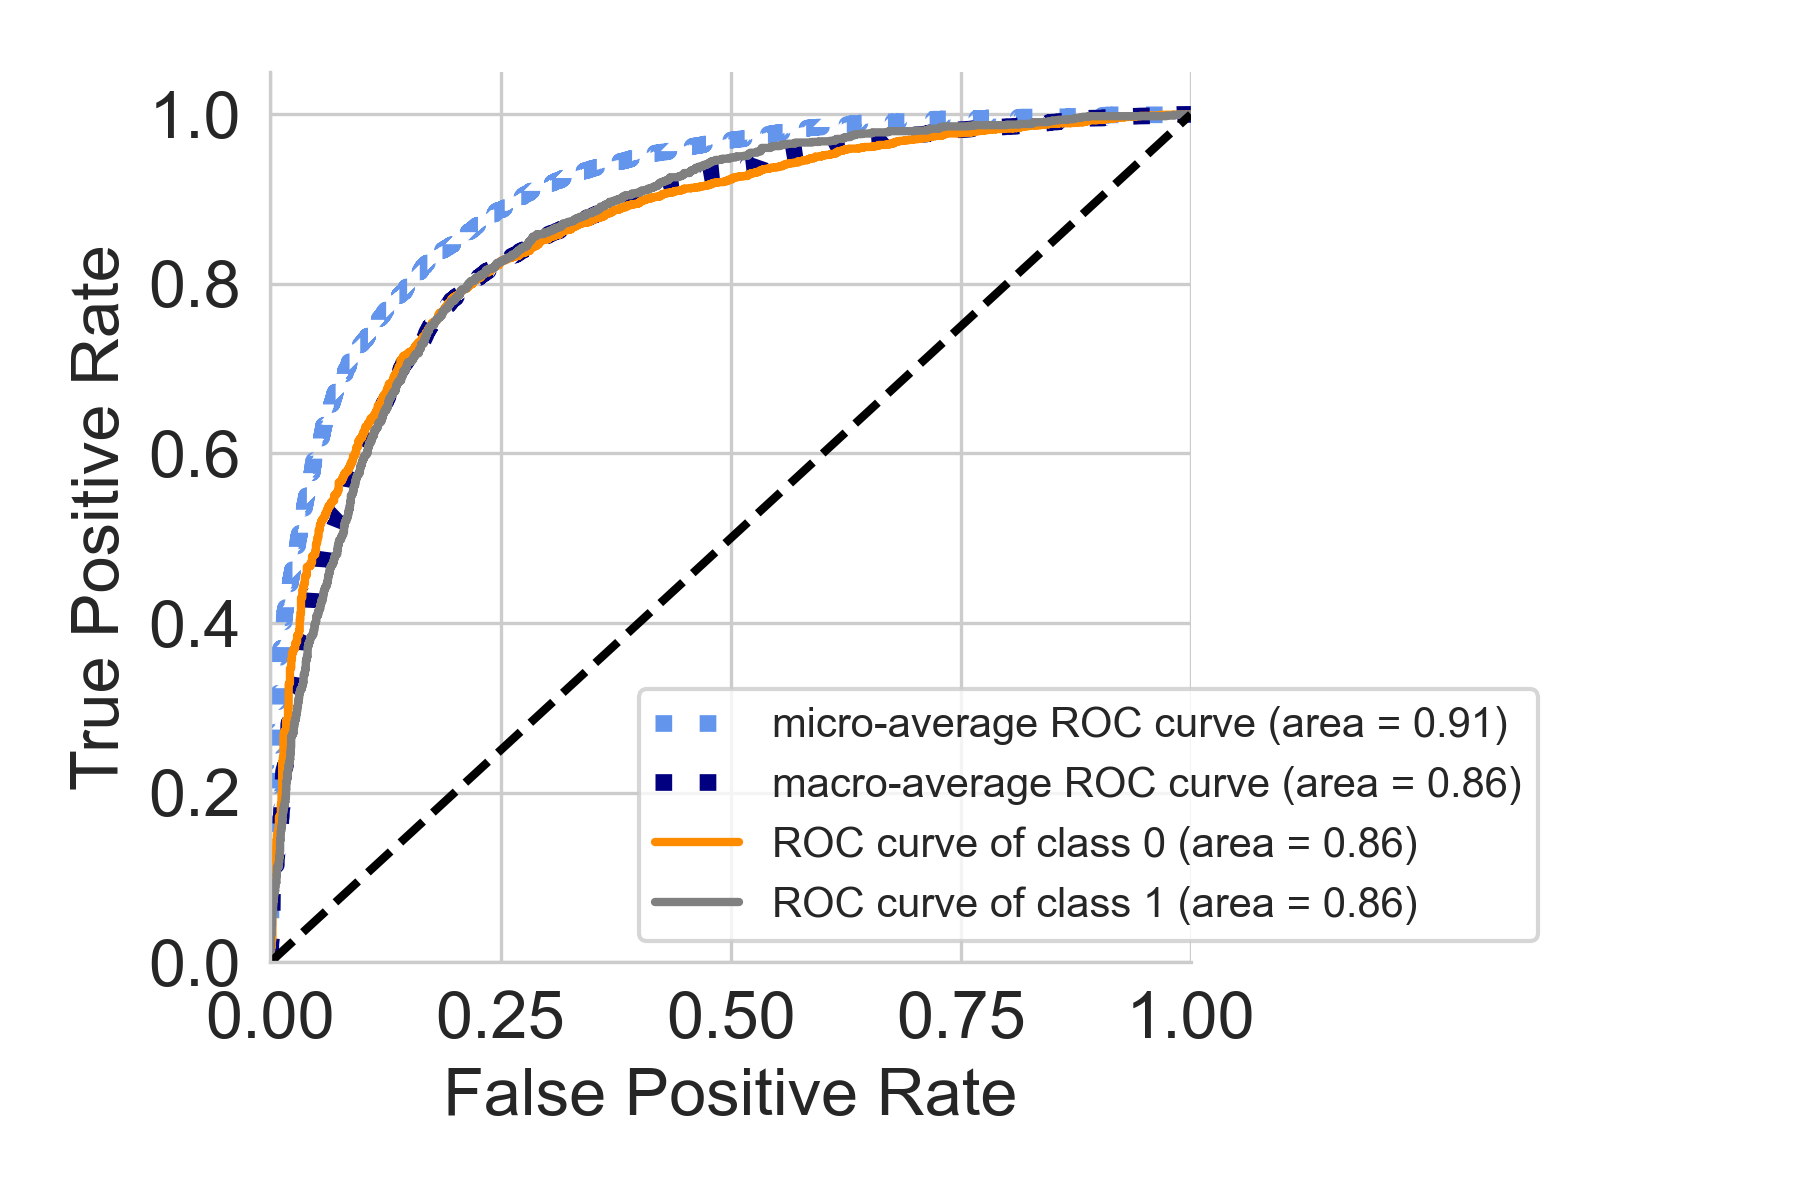 True Positive Rate
1.0
0.8
0.6
0.4
0.2
0.0
micro-average ROC curve (area = 0.91)
macro-average ROC curve (area = 0.86)
ROC curve of class 0 (area = 0.86)
ROC curve of class 1 (area = 0.86)
0.00 0.25 0.50 0.75 1.00
False Positive Rate